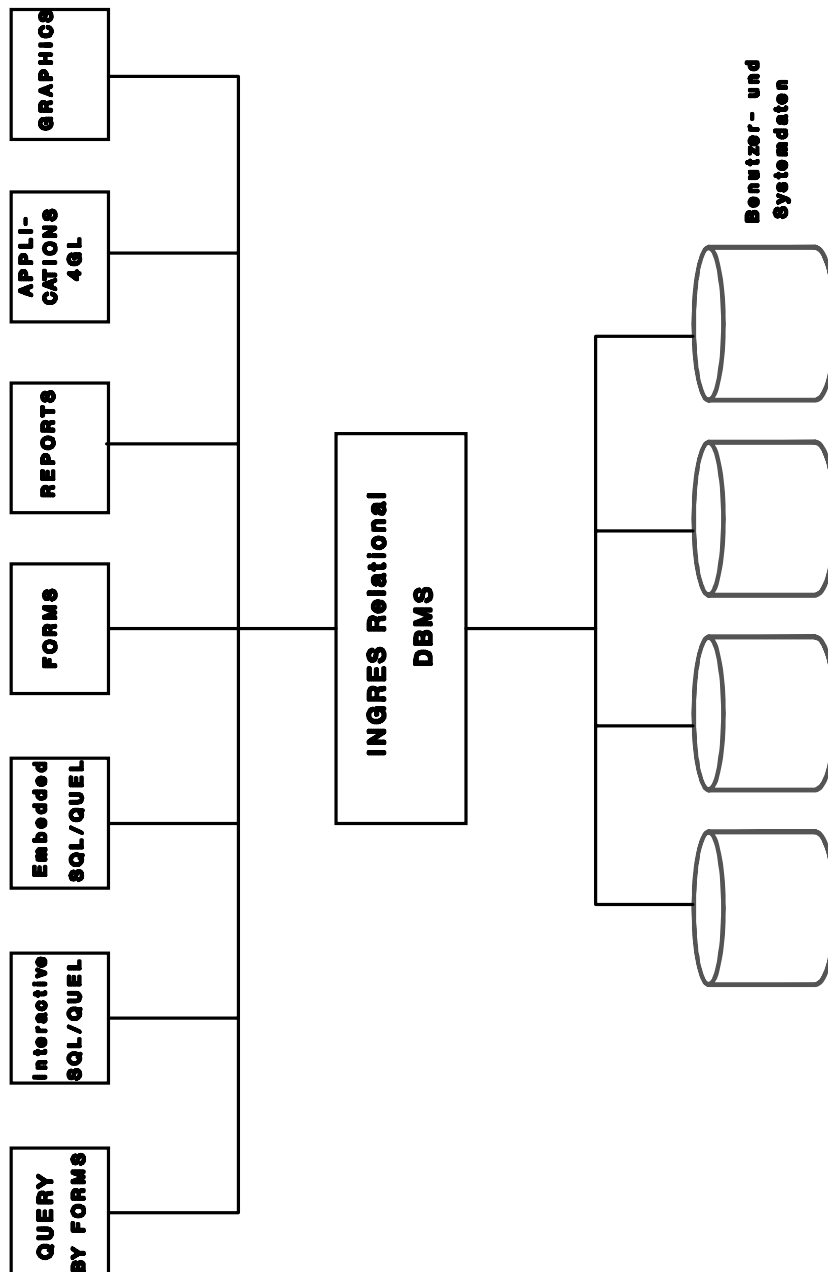 QUERY
BY FORMS
Interactive
SQL/QUEL
Embedded
SQL/QUEL
FORMS
REPORTS
APPLI-
CATIONS
4GL
GRAPHICS
INGRES Relational
DBMS
Benutzer- und
Systemdaten